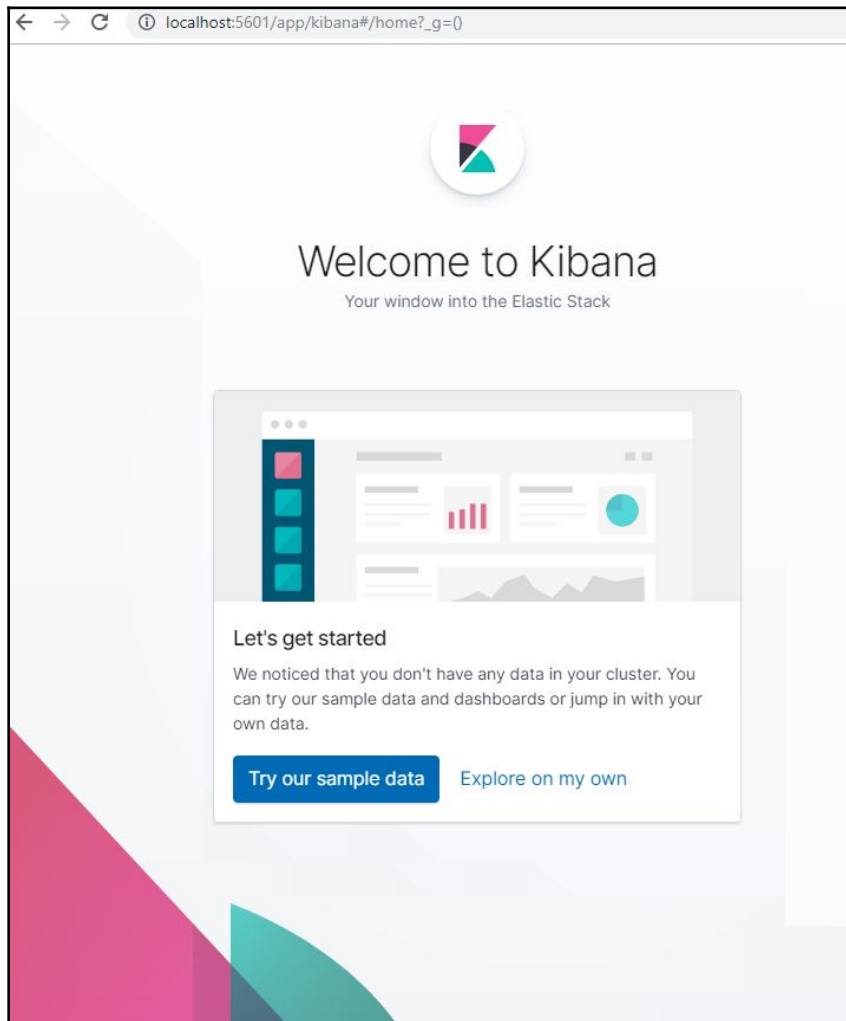 localhost:5601/app/kibana#/home?_g=()
Welcome to Kibana
Your window into the Elastic Stack
Let's get started
We noticed that you don't have any data in your cluster. You
can try our sample data and dashboards or jump in with your
own data.
Try our sample data Explore on my own